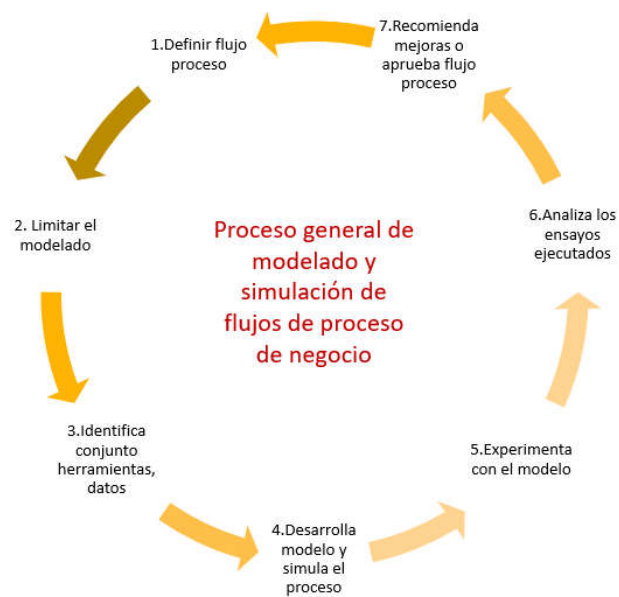 1.Definir flujo
proceso
2. Limitar el
modelado
3.Identifica
conjunto
herramientas,
datos
4.Desarrolla
modelo y
simula el
proceso
5.Experimenta
con el modelo
6.Analiza los
ensayos
ejecutados
7.Recomienda
mejoras o
aprueba flujo
proceso
Proceso general de
modelado y
simulación de
flujos de proceso
de negocio